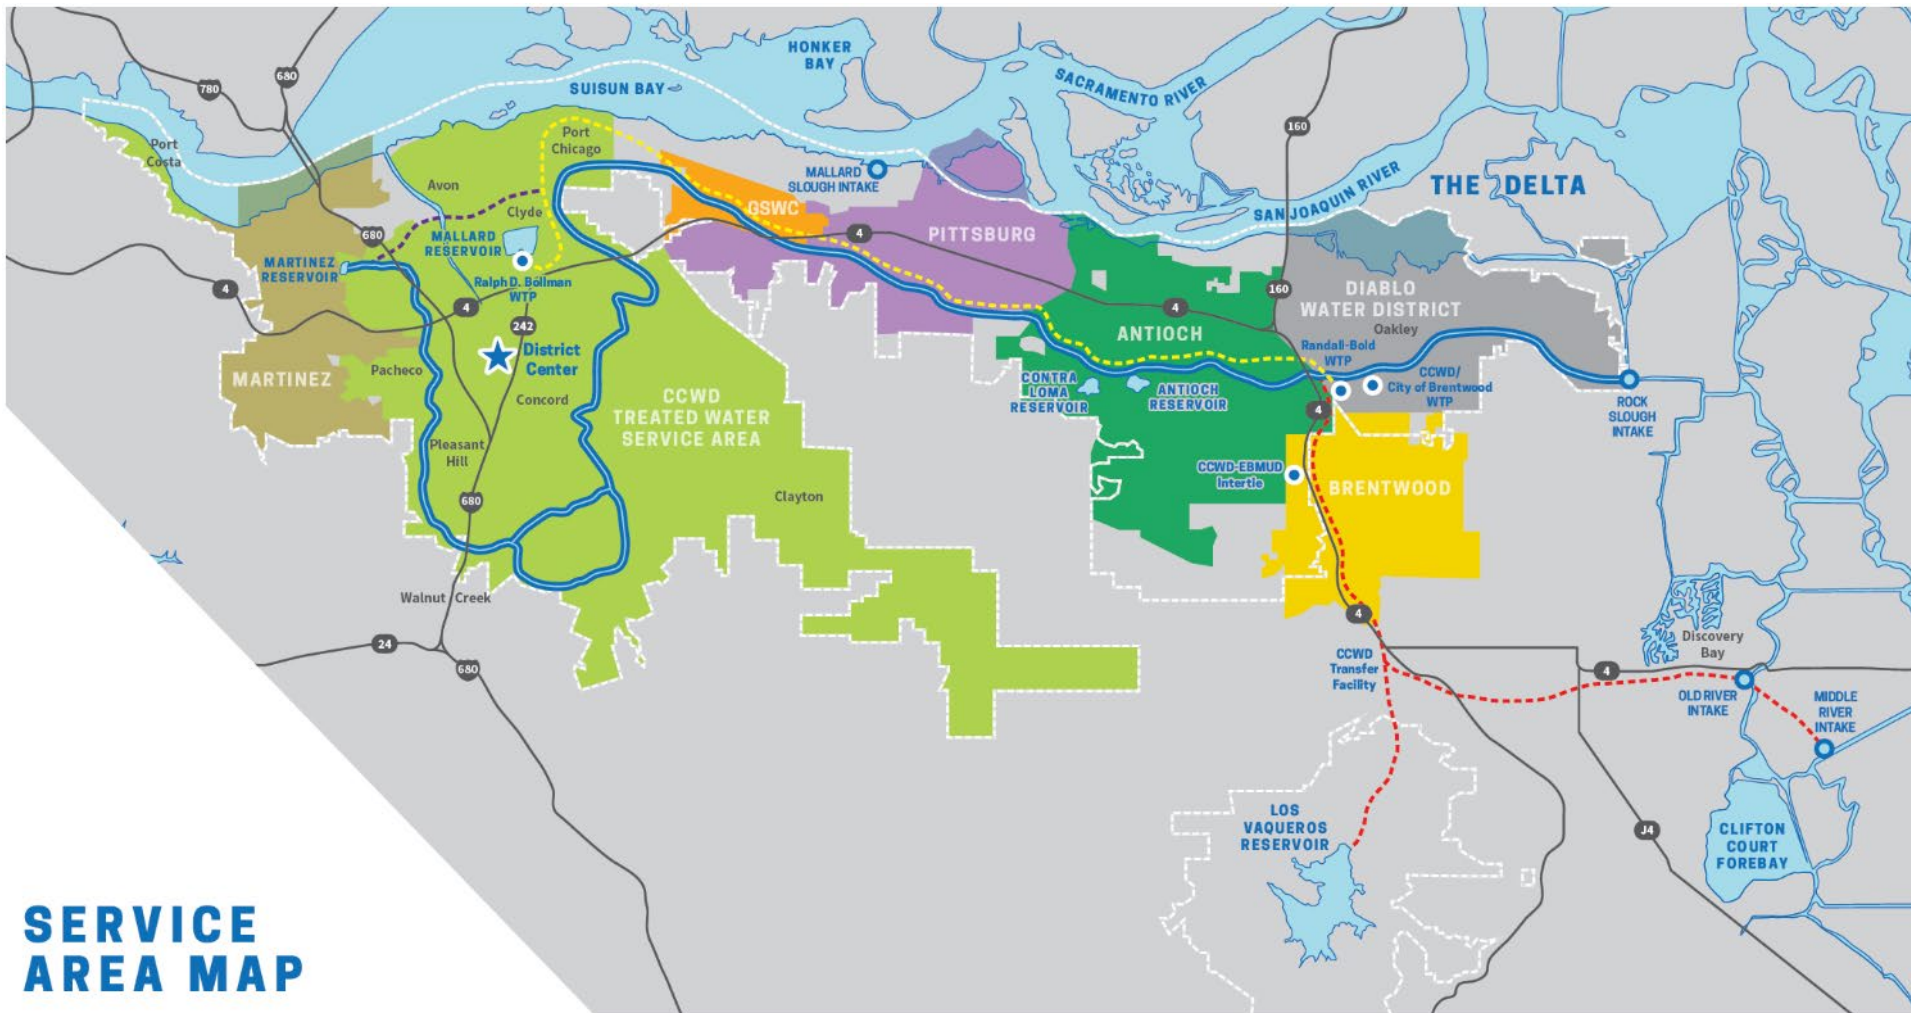 HONKER
BAY
680
780
SUISUN BAY
SACRAMENTO RIVER
160
Port
Chicago
Port
Costa
MALLARD
SLOUGH INTAKE
THE DELTA
SAN JOAQUIN RIVER
Avon
Clyde
GSWC
PITTSBURG
680
4
MALLARD
RESERVOIR
MARTINEZ
RESERVOIR
Ralph D. Bollman
WTP
4
4
242
160
DIABLO
WATER DISTRICT
Oakley
4
ANTIOCH
Randall-Bold
WTP
District
Center
MARTINEZ
Pacheco
Concord
CCWD
TREATED WATER
SERVICE AREA
CONTRA
LOMA
RESERVOIR
ANTIOCH
RESERVOIR
CCWD/
City of Brentwood
WTP
4
ROCK
SLOUGH
INTAKE
Pleasant
Hill
CCWD-EBMUD
Intertie
BRENTWOOD
680
Clayton
Walnut Creek
4
24
680
CCWD
Transfer
Facility
Discovery
Bay
4
OLD RIVER
INTAKE
MIDDLE
RIVER
INTAKE
LOS
VAQUEROS
RESERVOIR
J4
CLIFTON
COURT
FOREBAY
SERVICE
AREA MAP